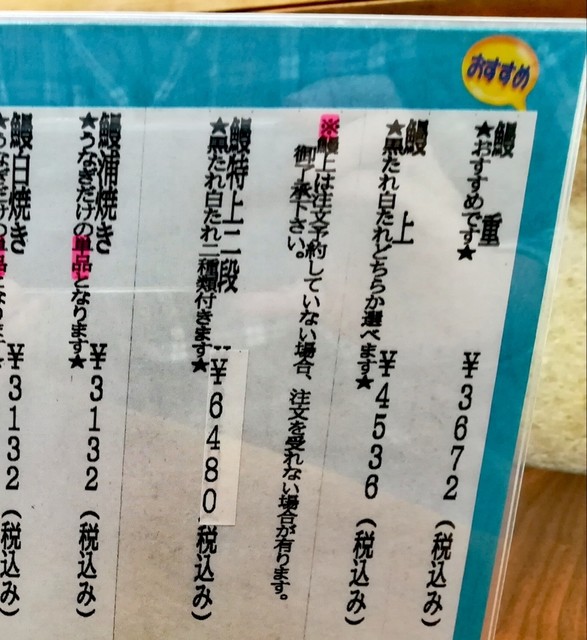 おすすめ
鰻　重　￥3672（税込み）
★おすすめです★
鰻　上　￥4536（税込み）
★黒たれ白たれどちらか選べます★
※鰻上は注文予約していない場合、注文を受れない場合が有ります。
御了承下さい。
鰻特上二段　￥6480（税込み）
★黒たれ白たれ二種類付きます★
鰻浦焼き　￥3132（税込み）
★うなぎだけの単品となります★
鰻白焼き　￥3132（税込み）